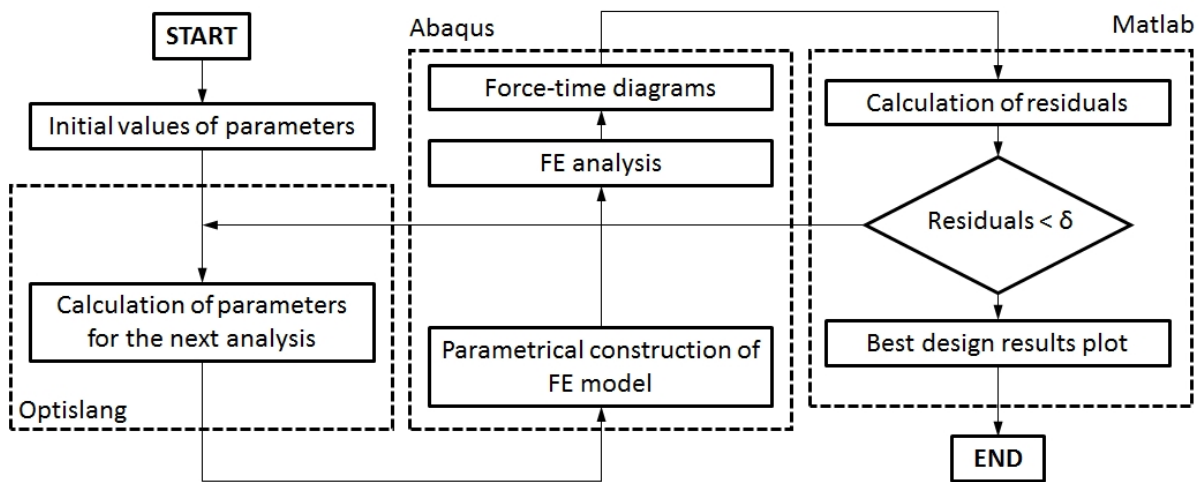 START
Initial values of parameters
Calculation of parameters
for the next analysis
Optislang
Abaqus
Force-time diagrams
FE analysis
Parametrical construction of
FE model
Matlab
Calculation of residuals
Residuals < δ
Best design results plot
END